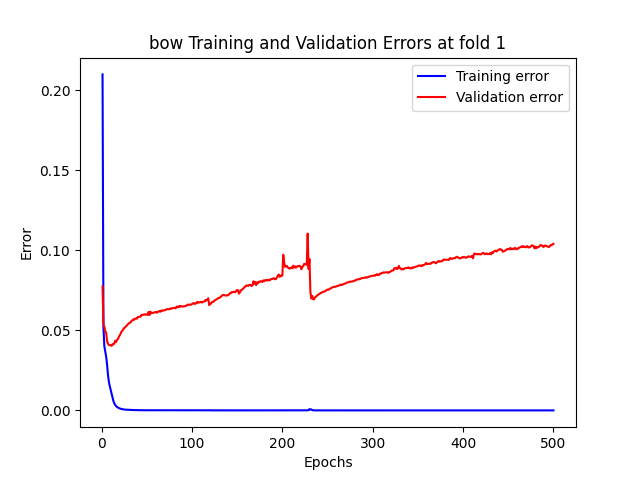 bow Training and Validation Errors at fold 1
Training error
Validation error
0.20
0.15
0.10
0.05
0.00
Error
0
100
200
300
400
500
Epochs